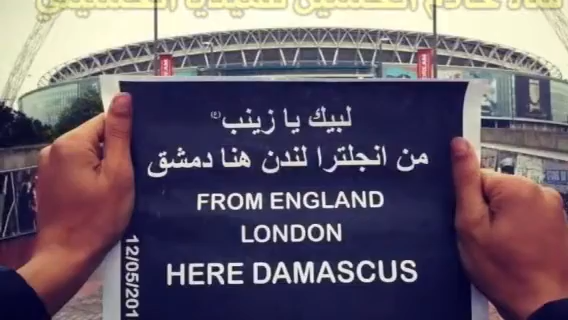 لبيك يا زينب (ع)
من انجلترا لندن هنا دمشق
FROM ENGLAND
LONDON
HERE DAMASCUS
12/05/201